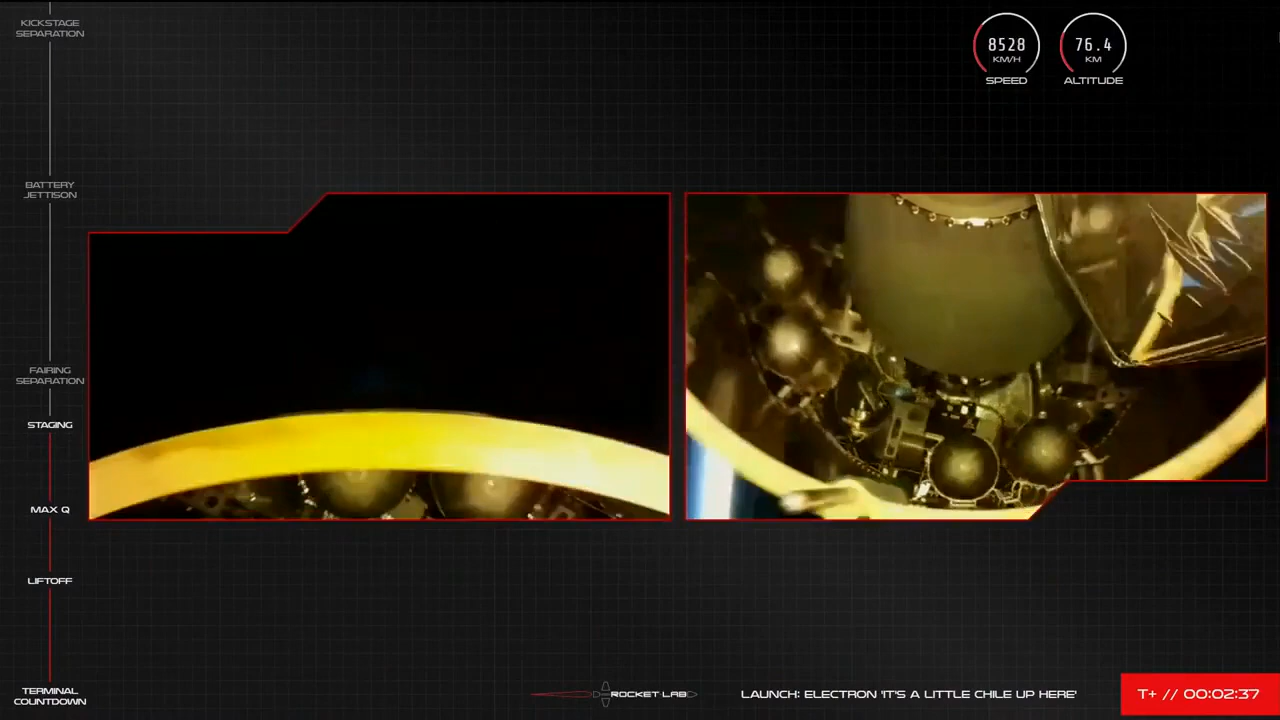 KICKSTAGE
SEPARATION
8528
KM/H
SPEED
76.4
KM
ALTITUDE
BATTERY
JETTISON
FAIRING
SEPARATION
STAGING
MAX Q
LIFTOFF
TERMINAL
COUNTDOWN
ROCKET LAB
LAUNCH: ELECTRON 'IT'S A LITTLE CHILE UP HERE'
T+ // 00:02:37